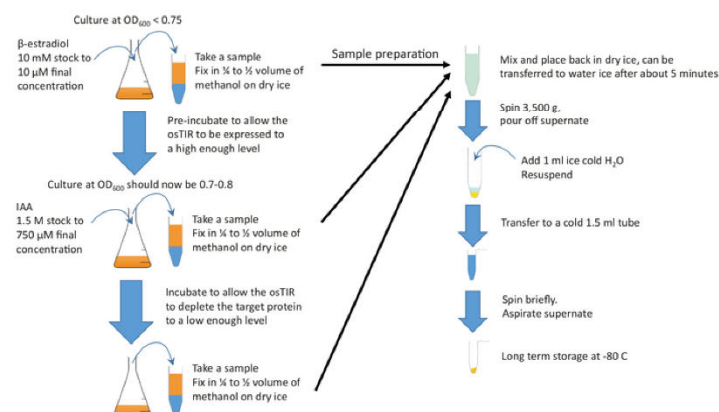 Culture at OD600 < 0.75
β-estradiol
10 mM stock to
10 μM final
concentration
Take a sample
Fix in ¼ to ½ volume of
methanol on dry ice
Pre-incubate to allow the
osTIR to be expressed to
a high enough level
Culture at OD600 should now be 0.7-0.8
IAA
1.5 M stock to
750 μM final
concentration
Take a sample
Fix in ¼ to ½ volume of
methanol on dry ice
Incubate to allow the osTIR
to deplete the target protein
to a low enough level
Take a sample
Fix in ¼ to ½ volume of
methanol on dry ice
Sample preparation
Mix and place back in dry ice, can be
transferred to water ice after about 5 minutes
Spin 3,500 g,
pour off supernate
Add 1 ml ice cold H2O
Resuspend
Transfer to a cold 1.5 ml tube
Spin briefly.
Aspirate supernate
Long term storage at -80 C